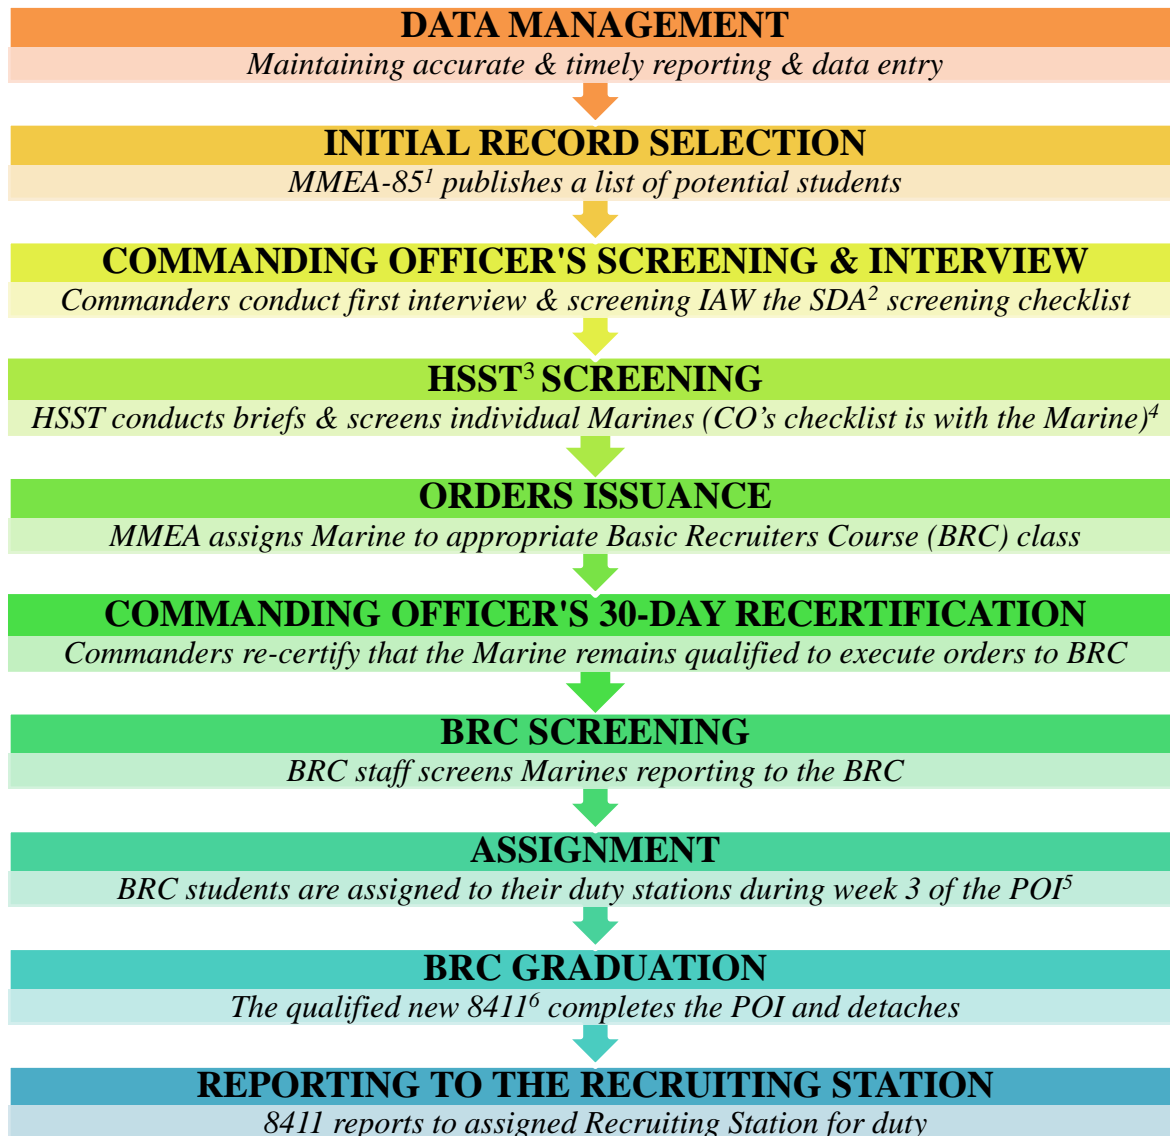 DATA MANAGEMENT
Maintaining accurate & timely reporting & data entry
INITIAL RECORD SELECTION
MMEA-85¹ publishes a list of potential students
COMMANDING OFFICER'S SCREENING & INTERVIEW
Commanders conduct first interview & screening IAW the SDA² screening checklist
HSST³ SCREENING
HSST conducts briefs & screens individual Marines (CO’s checklist is with the Marine)⁴
ORDERS ISSUANCE
MMEA assigns Marine to appropriate Basic Recruiters Course (BRC) class
COMMANDING OFFICER'S 30-DAY RECERTIFICATION
Commanders re-certify that the Marine remains qualified to execute orders to BRC
BRC SCREENING
BRC staff screens Marines reporting to the BRC
ASSIGNMENT
BRC students are assigned to their duty stations during week 3 of the POI⁵
BRC GRADUATION
The qualified new 8411⁶ completes the POI and detaches
REPORTING TO THE RECRUITING STATION
8411 reports to assigned Recruiting Station for duty